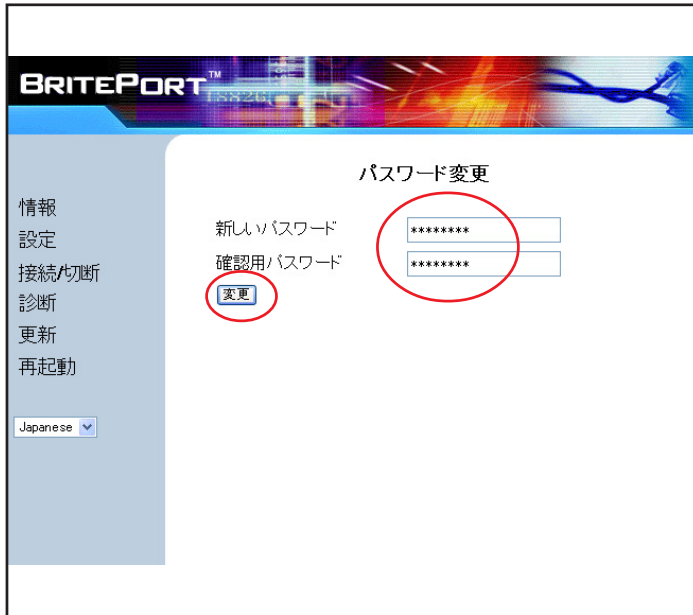 BRITEPORT™
パスワード変更
情報
設定
接続/切断
診断
更新
再起動
Japanese
新しいパスワード ********
確認用パスワード ********
変更